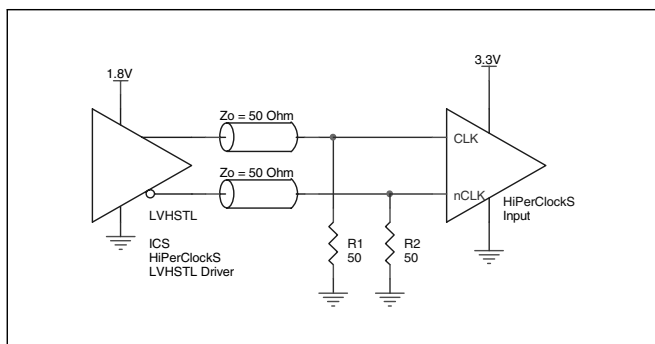 1.8V
3.3V
Zo = 50 Ohm
CLK
Zo = 50 Ohm
nCLK
LVHSTL
HiPerClockS
Input
ICS
HiPerClockS
LVHSTL Driver
R1
50
R2
50